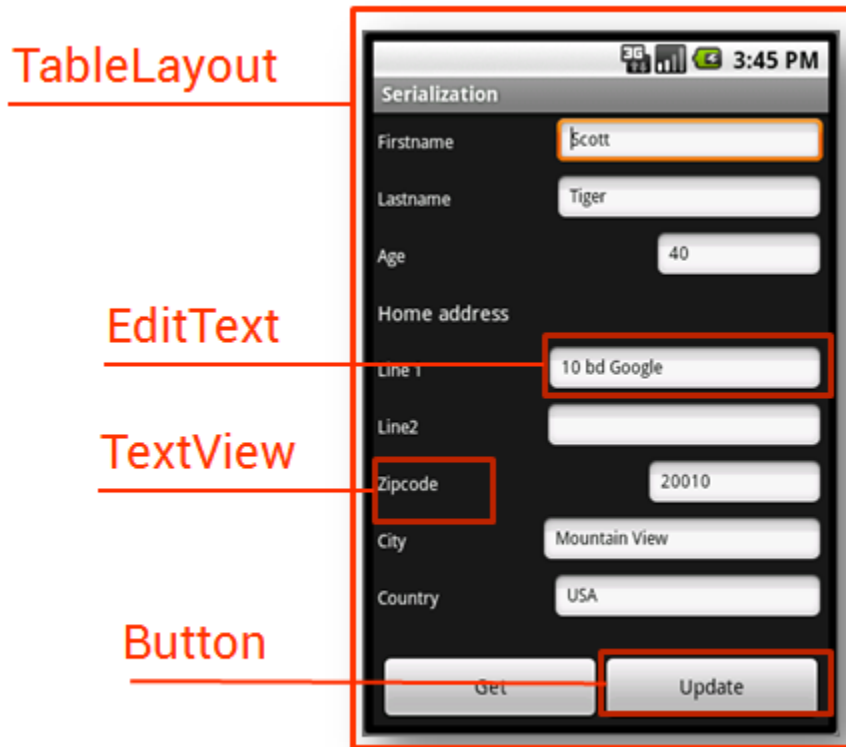 TableLayout
3G 3:45 PM
Serialization
Firstname Scott
Lastname Tiger
Age 40
Home address
EditText
Line 1 10 bd Google
Line2
TextView
Zipcode 20010
City Mountain View
Country USA
Button
Get Update